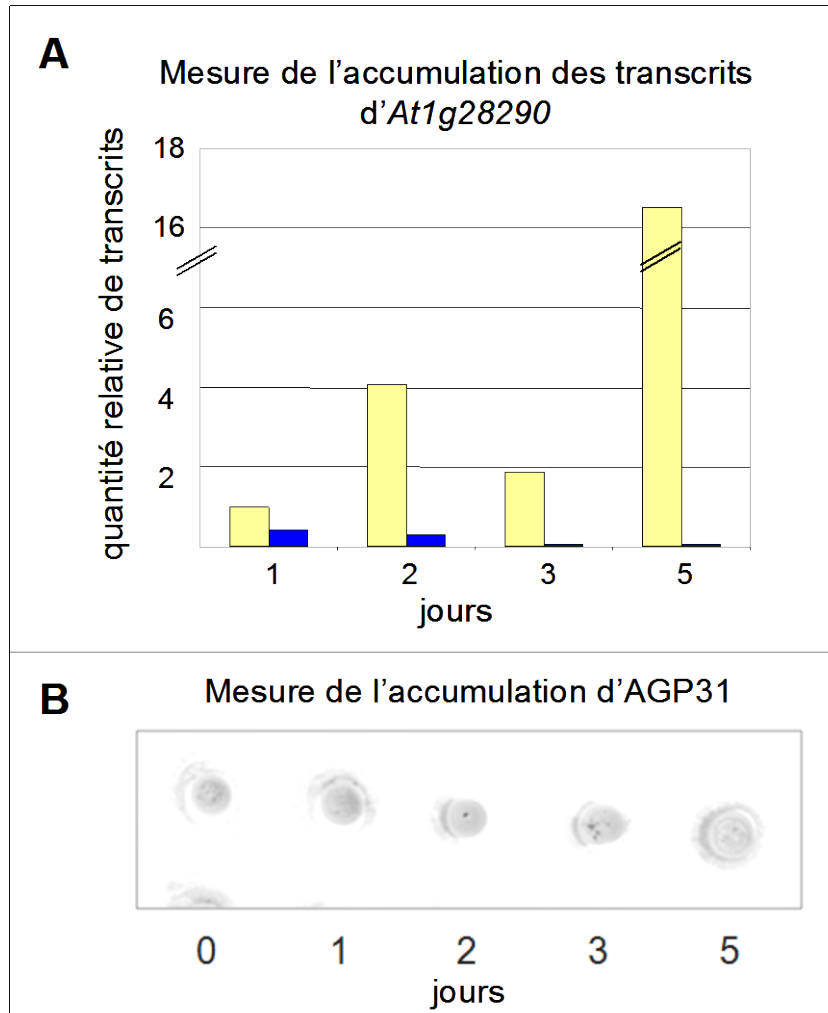 A
Mesure de l’accumulation des transcrits
d’At1g28290
quantité relative de transcrits
18
16
6
4
2
1 2 3 5
jours
B
Mesure de l’accumulation d’AGP31
0 1 2 3 5
jours